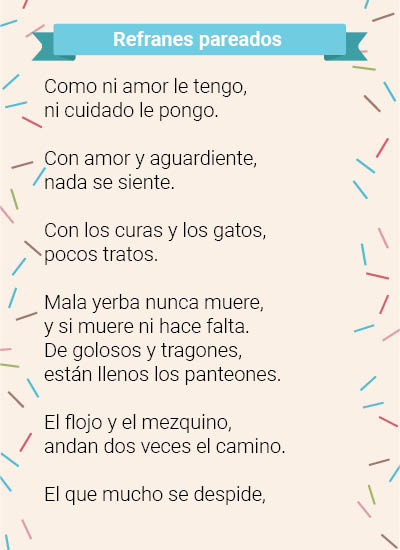 Refranes pareados
Como ni amor le tengo,
ni cuidado le pongo.
Con amor y aguardiente,
nada se siente.
Con los curas y los gatos,
pocos tratos.
Mala yerba nunca muere,
y si muere ni hace falta.
De golosos y tragones,
están llenos los panteones.
El flojo y el mezquino,
andan dos veces el camino.
El que mucho se despide,